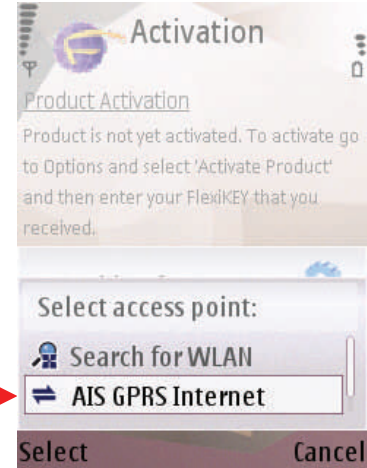 Activation
Product Activation
Product is not yet activated. To activate go
to Options and select 'Activate Product'
and then enter your FlexiKEY that you
received.
Select access point:
Search for WLAN
AIS GPRS Internet
Select
Cancel